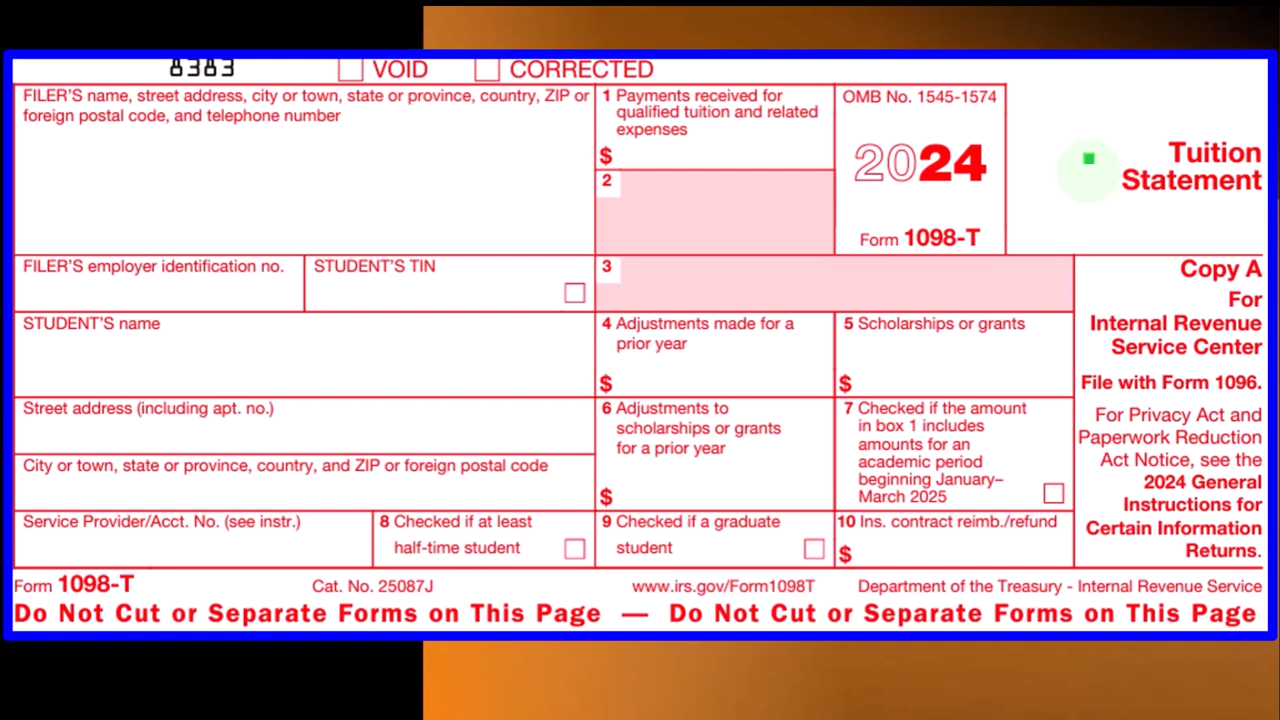 8383 VOID CORRECTED
FILER'S name, street address, city or town, state or province, country, ZIP or
foreign postal code, and telephone number
1 Payments received for
qualified tuition and related
expenses
$
2
OMB No. 1545-1574
2024
Form 1098-T
Tuition
Statement
FILER'S employer identification no.
STUDENT'S TIN
3
Copy A
For
Internal Revenue
Service Center
File with Form 1096.
For Privacy Act and
Paperwork Reduction
Act Notice, see the
2024 General
Instructions for
Certain Information
Returns.
STUDENT'S name
4 Adjustments made for a
prior year
$
5 Scholarships or grants
$
Street address (including apt. no.)
City or town, state or province, country, and ZIP or foreign postal code
6 Adjustments to
scholarships or grants
for a prior year
$
7 Checked if the amount
in box 1 includes
amounts for an
academic period
beginning January–
March 2025
Service Provider/Acct. No. (see instr.)
8 Checked if at least
half-time student
9 Checked if a graduate
student
10 Ins. contract reimb./refund
$
Form 1098-T Cat. No. 25087J www.irs.gov/Form1098T Department of the Treasury - Internal Revenue Service
Do Not Cut or Separate Forms on This Page — Do Not Cut or Separate Forms on This Page